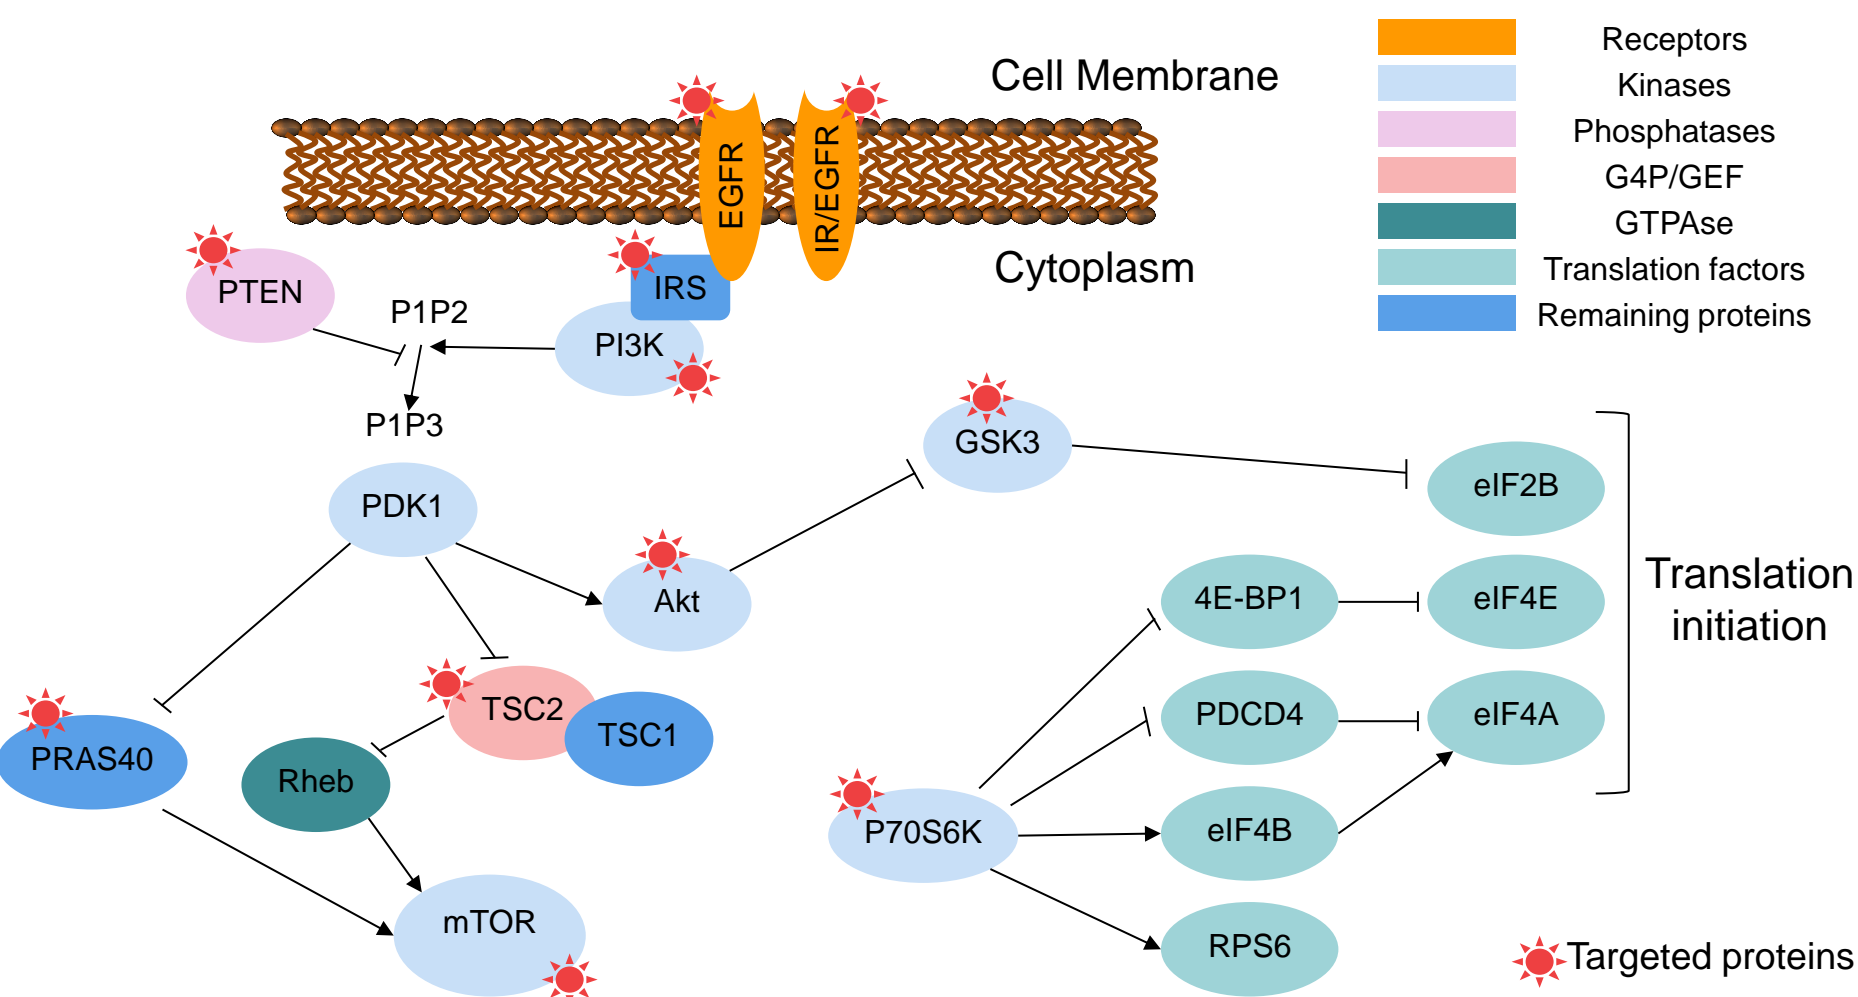 Receptors
Cell Membrane
Kinases
Phosphatases
G4P/GEF
EGFR
IR/EGFR
GTPAse
Cytoplasm
Translation factors
IRS
PTEN
Remaining proteins
P1P2
PI3K
P1P3
GSK3
eIF2B
PDK1
Akt
4E-BP1
eIF4E
Translation
initiation
TSC2
PDCD4
eIF4A
TSC1
PRAS40
Rheb
P70S6K
eIF4B
mTOR
RPS6
Targeted proteins